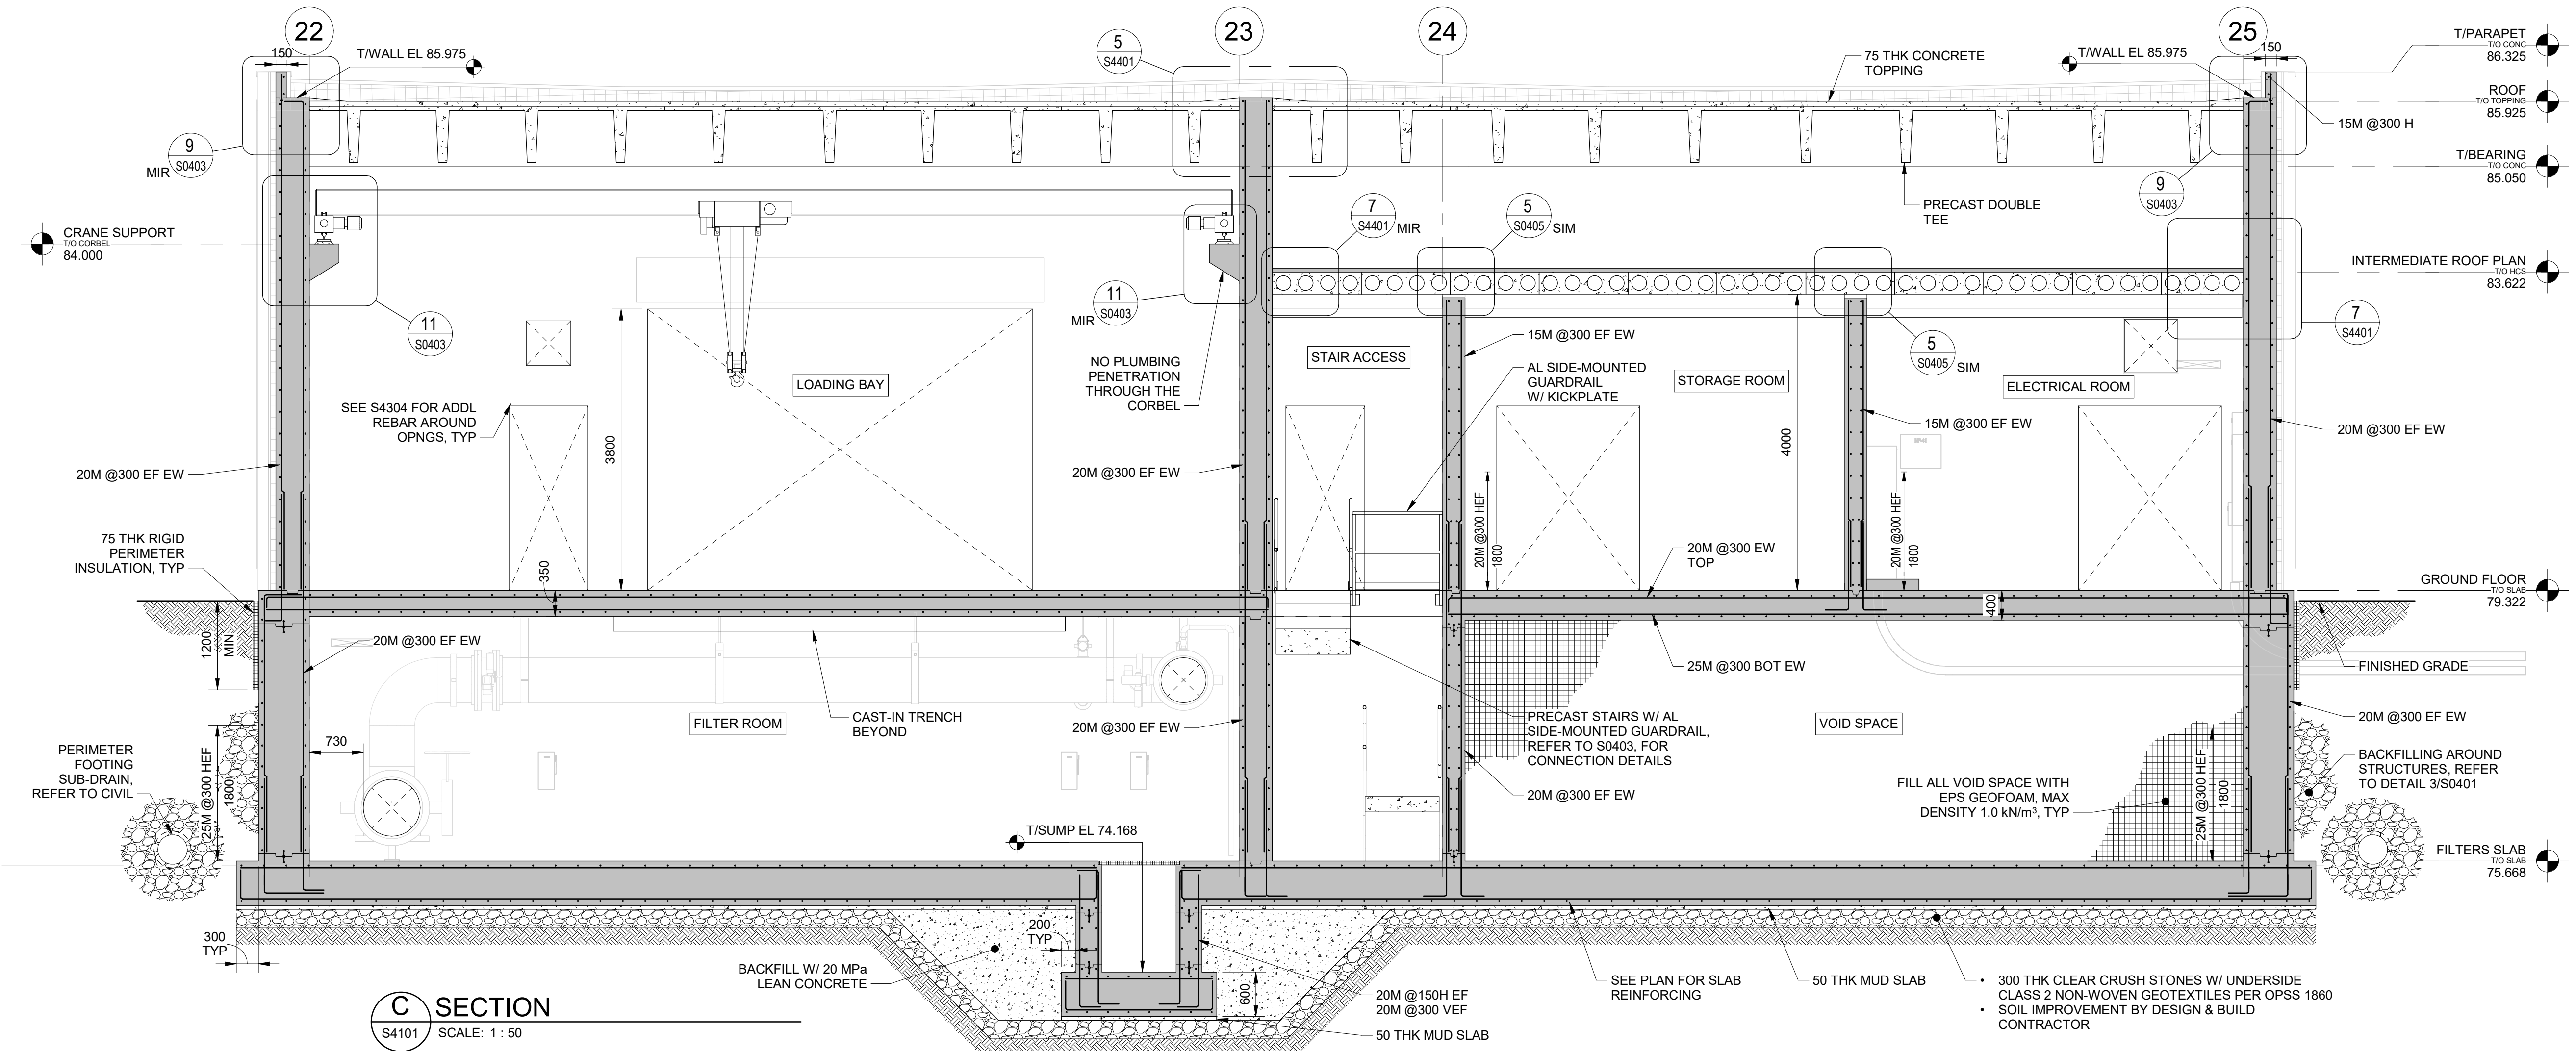 22
23
24
25
150
T/WALL EL 85.975
5
S4401
75 THK CONCRETE
TOPPING
T/WALL EL 85.975
150
T/PARAPET
T/O CONC
86.325
ROOF
T/O TOPPING
85.925
15M @300 H
T/BEARING
T/O CONC
85.050
9
S0403
MIR
9
S0403
PRECAST DOUBLE
TEE
CRANE SUPPORT
T/O CORBEL
84.000
7
S4401
MIR
5
S0405
SIM
INTERMEDIATE ROOF PLAN
T/O HCS
83.622
11
S0403
11
S0403
MIR
7
S4401
5
S0405
SIM
NO PLUMBING
PENETRATION
THROUGH THE
CORBEL
STAIR ACCESS
15M @300 EF EW
AL SIDE-MOUNTED
GUARDRAIL
W/ KICKPLATE
STORAGE ROOM
ELECTRICAL ROOM
LOADING BAY
SEE S4304 FOR ADDL
REBAR AROUND
OPNGS, TYP
3800
4000
15M @300 EF EW
20M @300 EF EW
20M @300 EF EW
20M @300 EF EW
20M @300 HEF
1800
20M @300 HEF
1800
75 THK RIGID
PERIMETER
INSULATION, TYP
350
20M @300 EW
TOP
400
GROUND FLOOR
T/O SLAB
79.322
1200
MIN
20M @300 EF EW
25M @300 BOT EW
FINISHED GRADE
FILTER ROOM
CAST-IN TRENCH
BEYOND
20M @300 EF EW
730
PRECAST STAIRS W/ AL
SIDE-MOUNTED GUARDRAIL,
REFER TO S0403, FOR
CONNECTION DETAILS
VOID SPACE
20M @300 EF EW
PERIMETER
FOOTING
SUB-DRAIN,
REFER TO CIVIL
25M @300 HEF
1800
20M @300 EF EW
FILL ALL VOID SPACE WITH
EPS GEOFOAM, MAX
DENSITY 1.0 kN/m³, TYP
25M @300 HEF
1800
BACKFILLING AROUND
STRUCTURES, REFER
TO DETAIL 3/S0401
T/SUMP EL 74.168
FILTERS SLAB
T/O SLAB
75.668
300
TYP
200
TYP
BACKFILL W/ 20 MPa
LEAN CONCRETE
600
20M @150H EF
20M @300 VEF
50 THK MUD SLAB
SEE PLAN FOR SLAB
REINFORCING
50 THK MUD SLAB
• 300 THK CLEAR CRUSH STONES W/ UNDERSIDE
CLASS 2 NON-WOVEN GEOTEXTILES PER OPSS 1860
• SOIL IMPROVEMENT BY DESIGN & BUILD
CONTRACTOR
C
S4101
SECTION
SCALE: 1 : 50